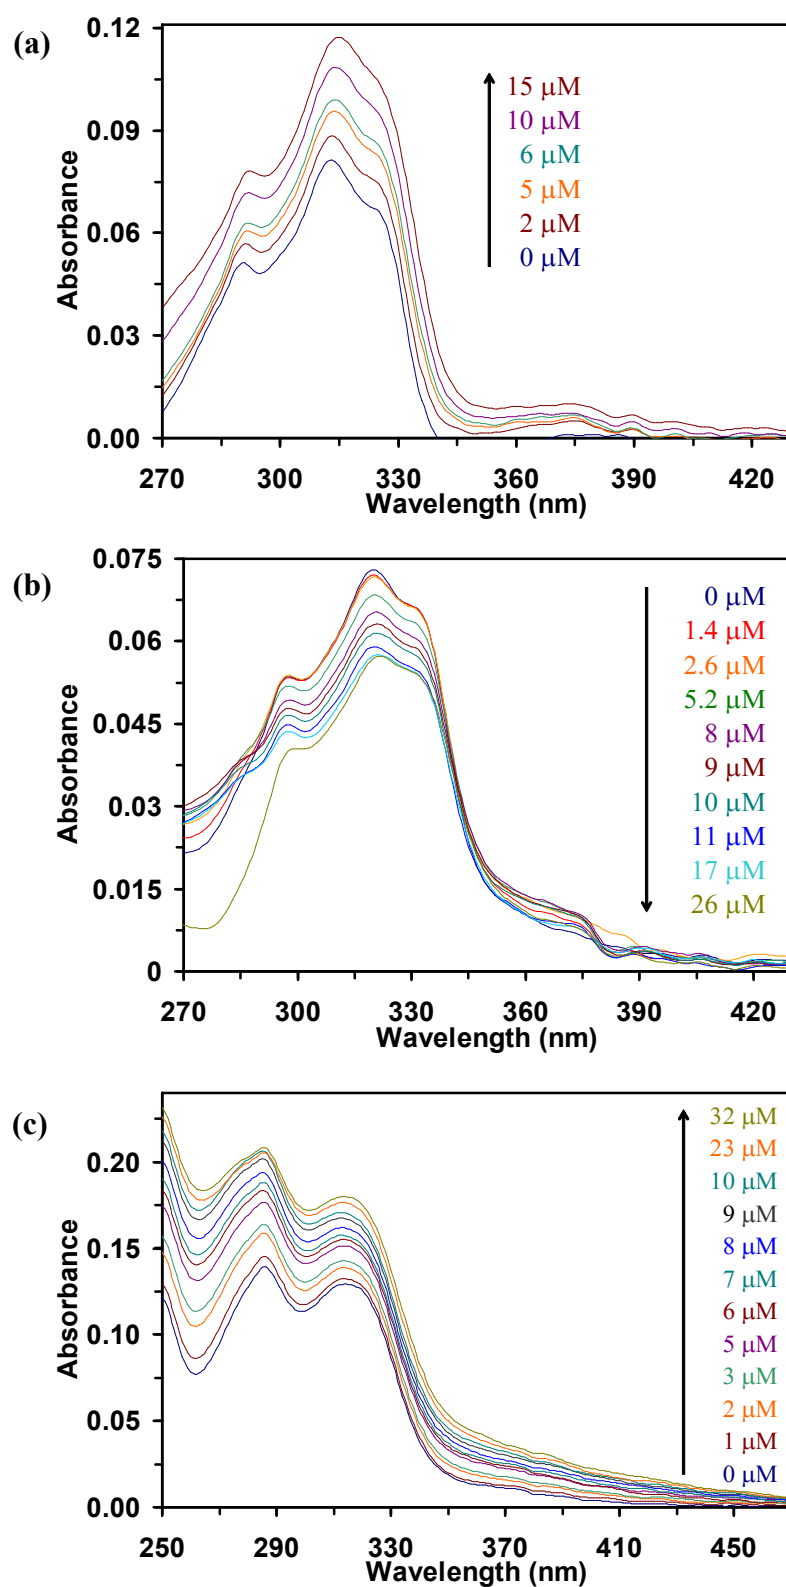 (a)
0.12
0.09
0.06
0.03
0.00
Absorbance
15 μM
10 μM
6 μM
5 μM
2 μM
0 μM
270 300 330 360 390 420
Wavelength (nm)
(b)
0.075
0.06
0.045
0.03
0.015
0
Absorbance
0 μM
1.4 μM
2.6 μM
5.2 μM
8 μM
9 μM
10 μM
11 μM
17 μM
26 μM
270 300 330 360 390 420
Wavelength (nm)
(c)
0.20
0.15
0.10
0.05
0.00
Absorbance
32 μM
23 μM
10 μM
9 μM
8 μM
7 μM
6 μM
5 μM
3 μM
2 μM
1 μM
0 μM
250 290 330 370 410 450
Wavelength (nm)